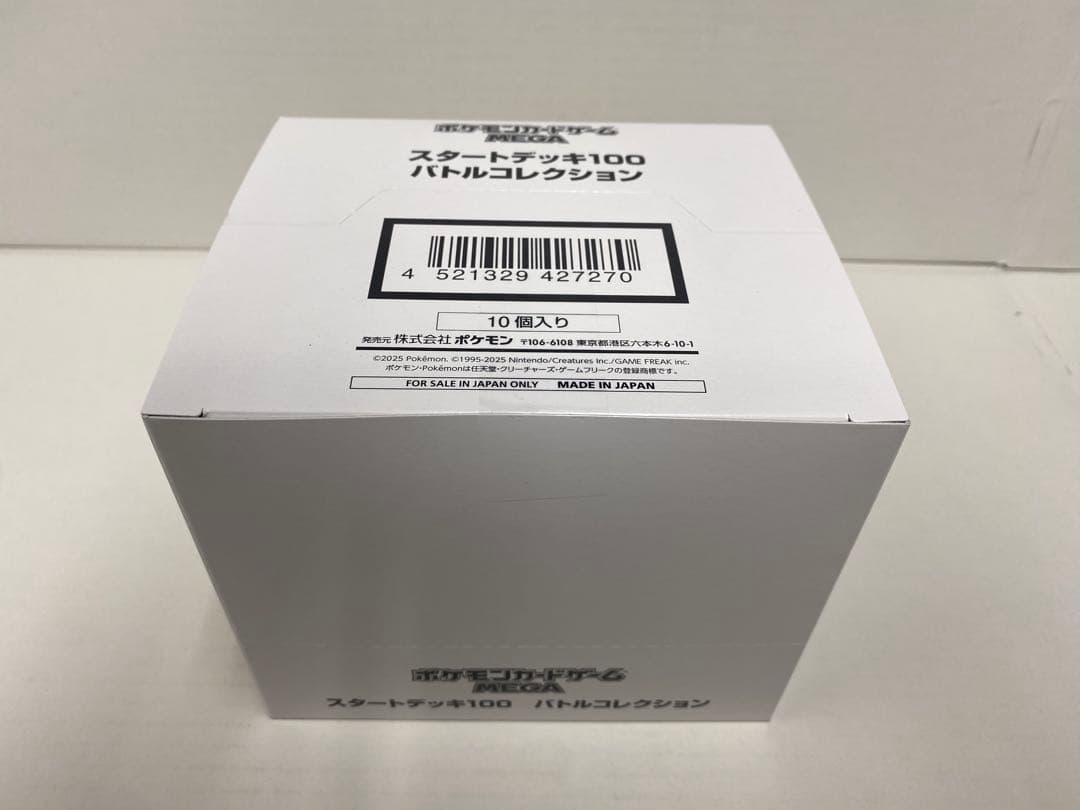 ポケモンカードゲーム
MEGA
スタートデッキ100
バトルコレクション
4 521329 427270
10個入り
発売元 株式会社 ポケモン 〒106-6108 東京都港区六本木6-10-1
©2025 Pokémon. ©1995-2025 Nintendo/Creatures Inc./GAME FREAK inc.
ポケモン・Pokémonは任天堂・クリーチャーズ・ゲームフリークの登録商標です。
FOR SALE IN JAPAN ONLY MADE IN JAPAN
ポケモンカードゲーム
MEGA
スタートデッキ100 バトルコレクション